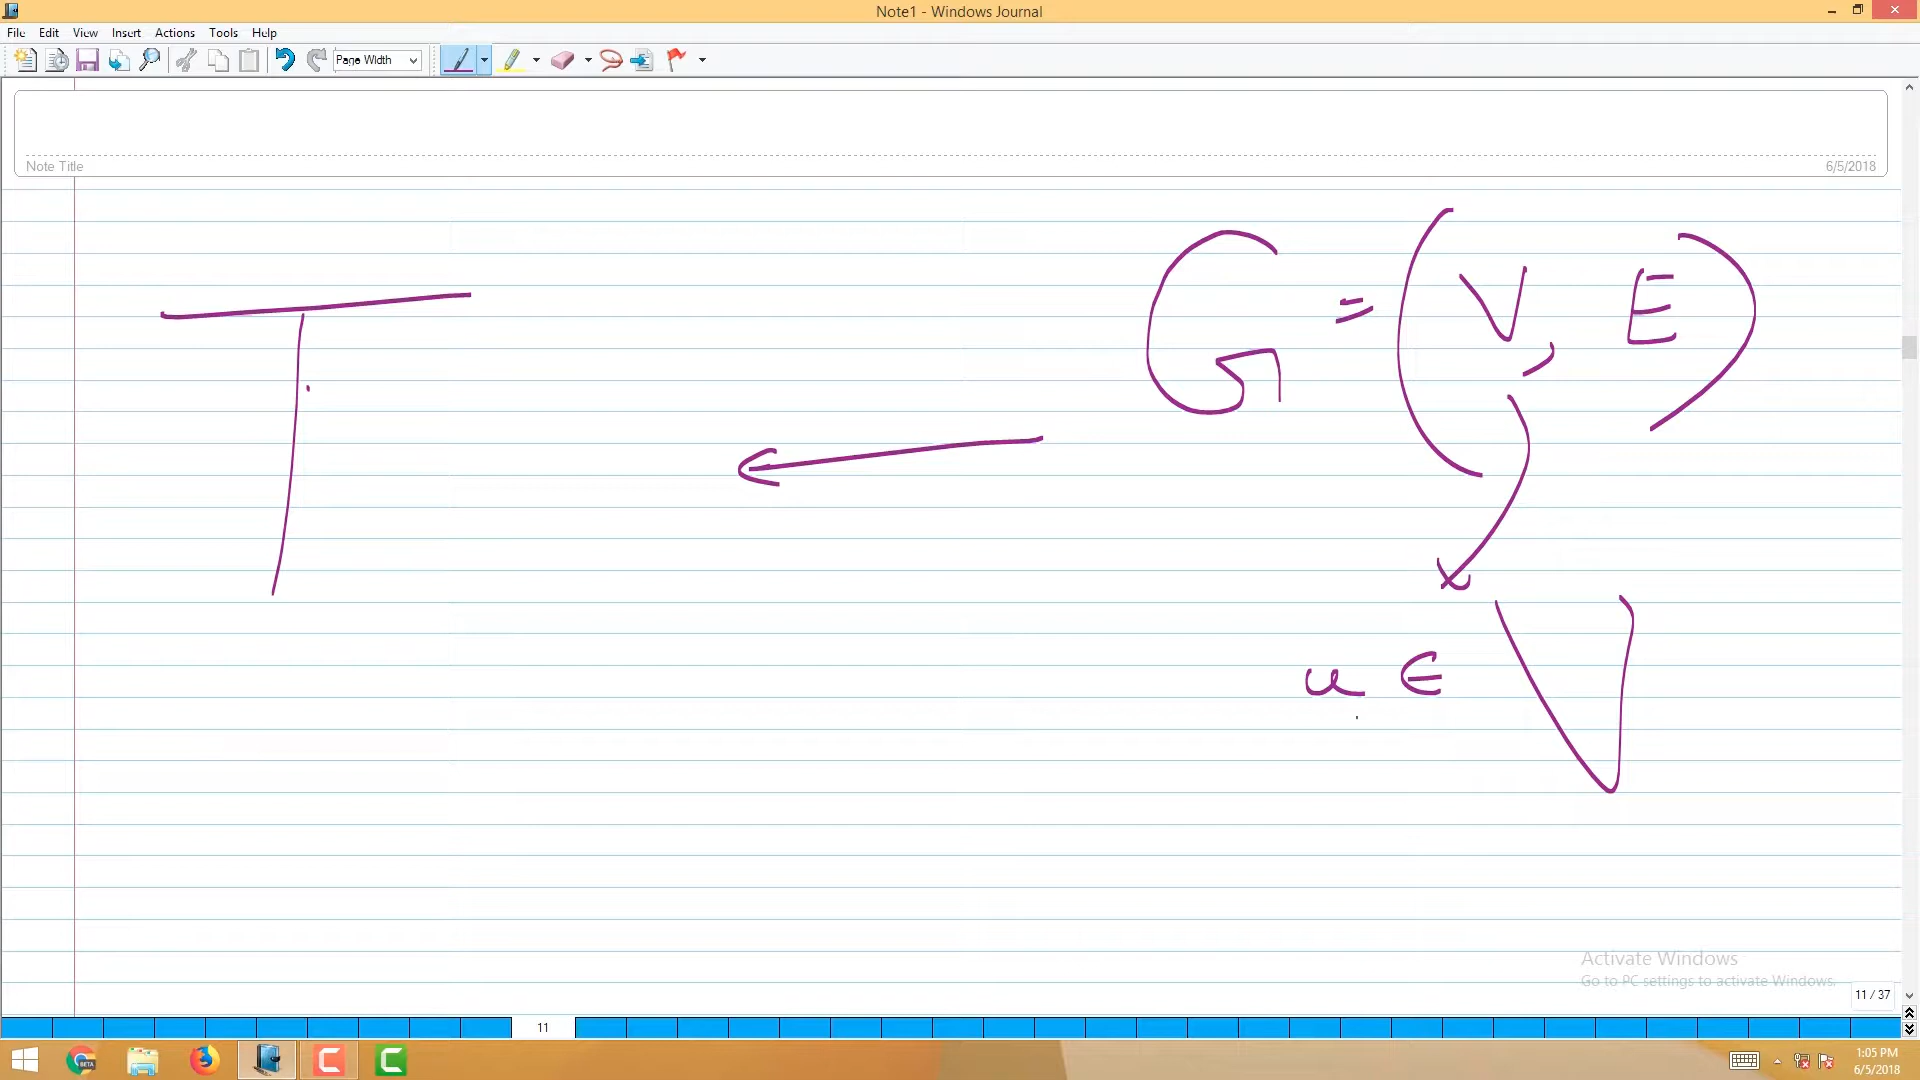 Note1 - Windows Journal
File Edit View Insert Actions Tools Help
Page Width
Note Title
6/5/2018
T
G = (V, E)
u ∈ V
Activate Windows
Go to PC settings to activate Windows.
11 / 37
11
BETA
1:05 PM
6/5/2018